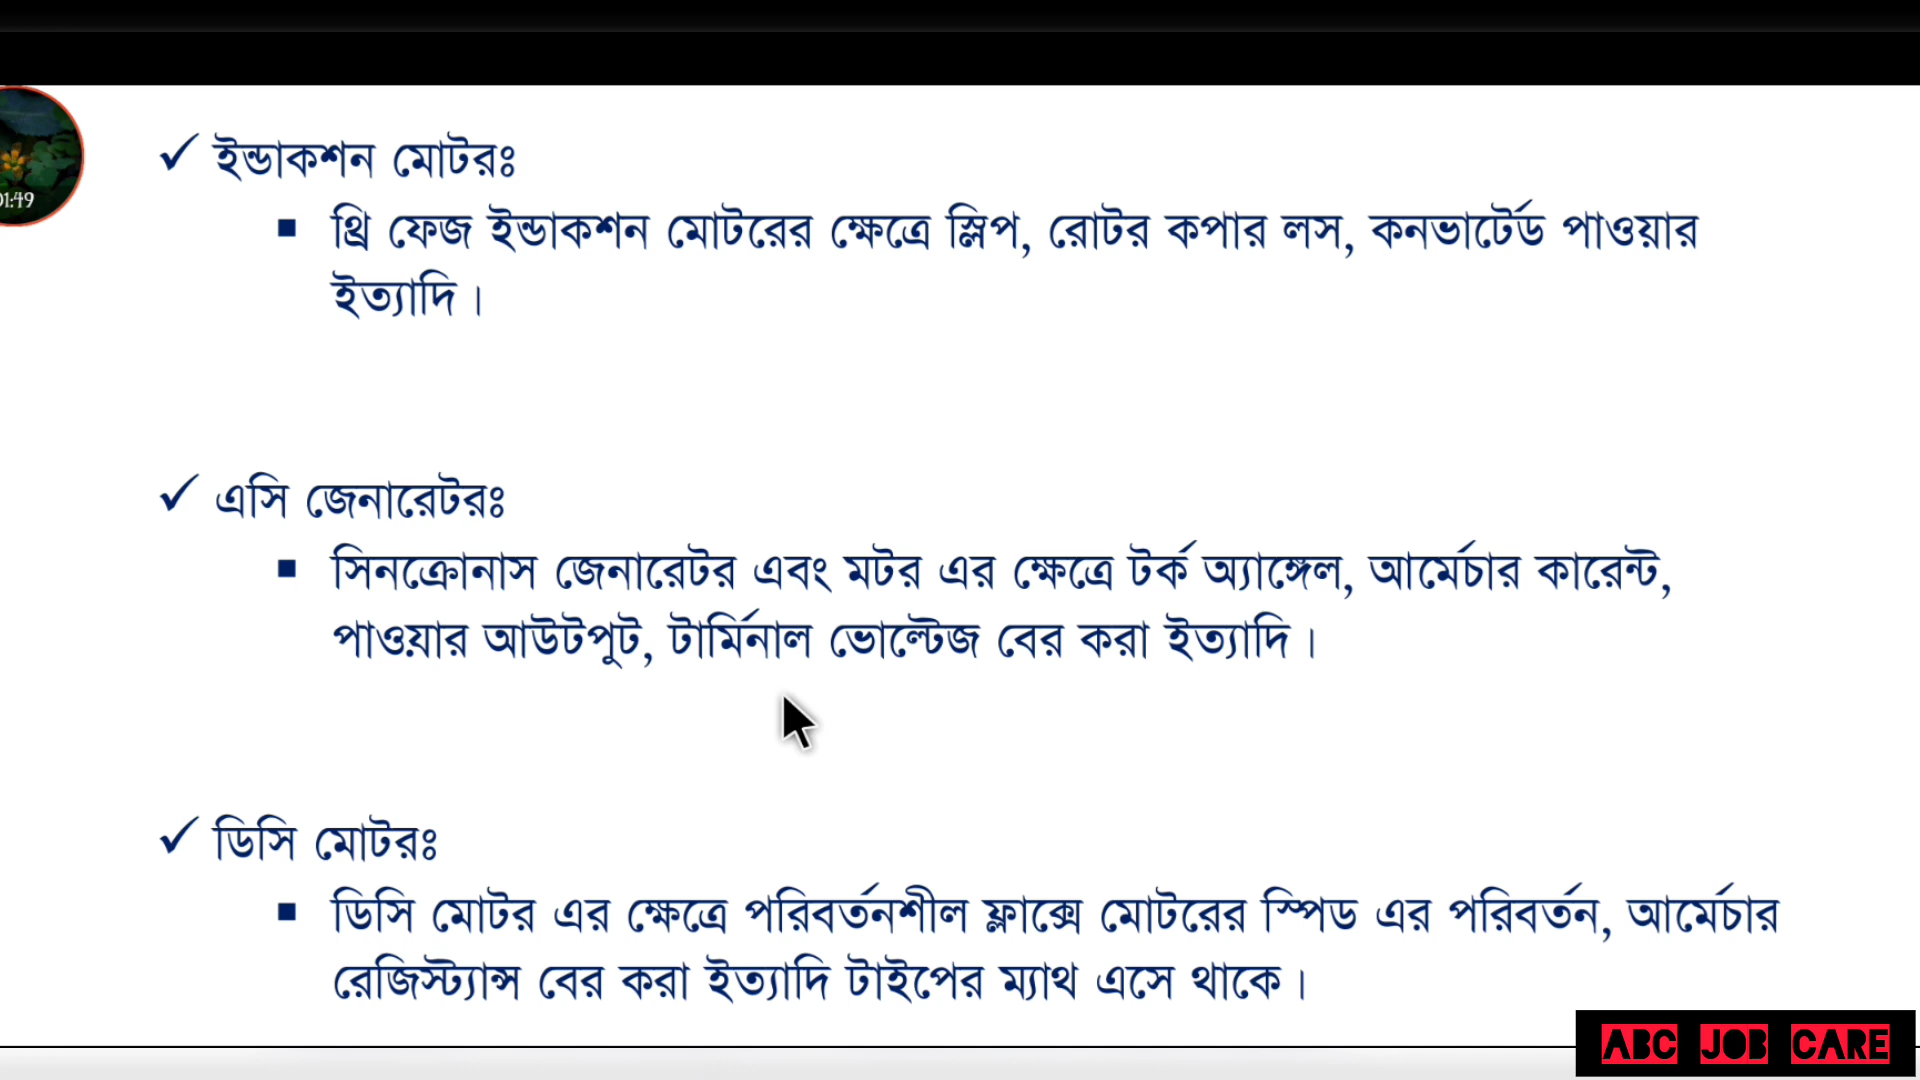 01:49
✓ ইন্ডাকশন মোটরঃ
▪ থ্রি ফেজ ইন্ডাকশন মোটরের ক্ষেত্রে স্লিপ, রোটর কপার লস, কনভার্টেড পাওয়ার
ইত্যাদি।
✓ এসি জেনারেটরঃ
▪ সিনক্রোনাস জেনারেটর এবং মটর এর ক্ষেত্রে টর্ক অ্যাঙ্গেল, আর্মেচার কারেন্ট,
পাওয়ার আউটপুট, টার্মিনাল ভোল্টেজ বের করা ইত্যাদি।
✓ ডিসি মোটরঃ
▪ ডিসি মোটর এর ক্ষেত্রে পরিবর্তনশীল ফ্লাক্সে মোটরের স্পিড এর পরিবর্তন, আর্মেচার
রেজিস্ট্যান্স বের করা ইত্যাদি টাইপের ম্যাথ এসে থাকে।
ABC JOB CARE